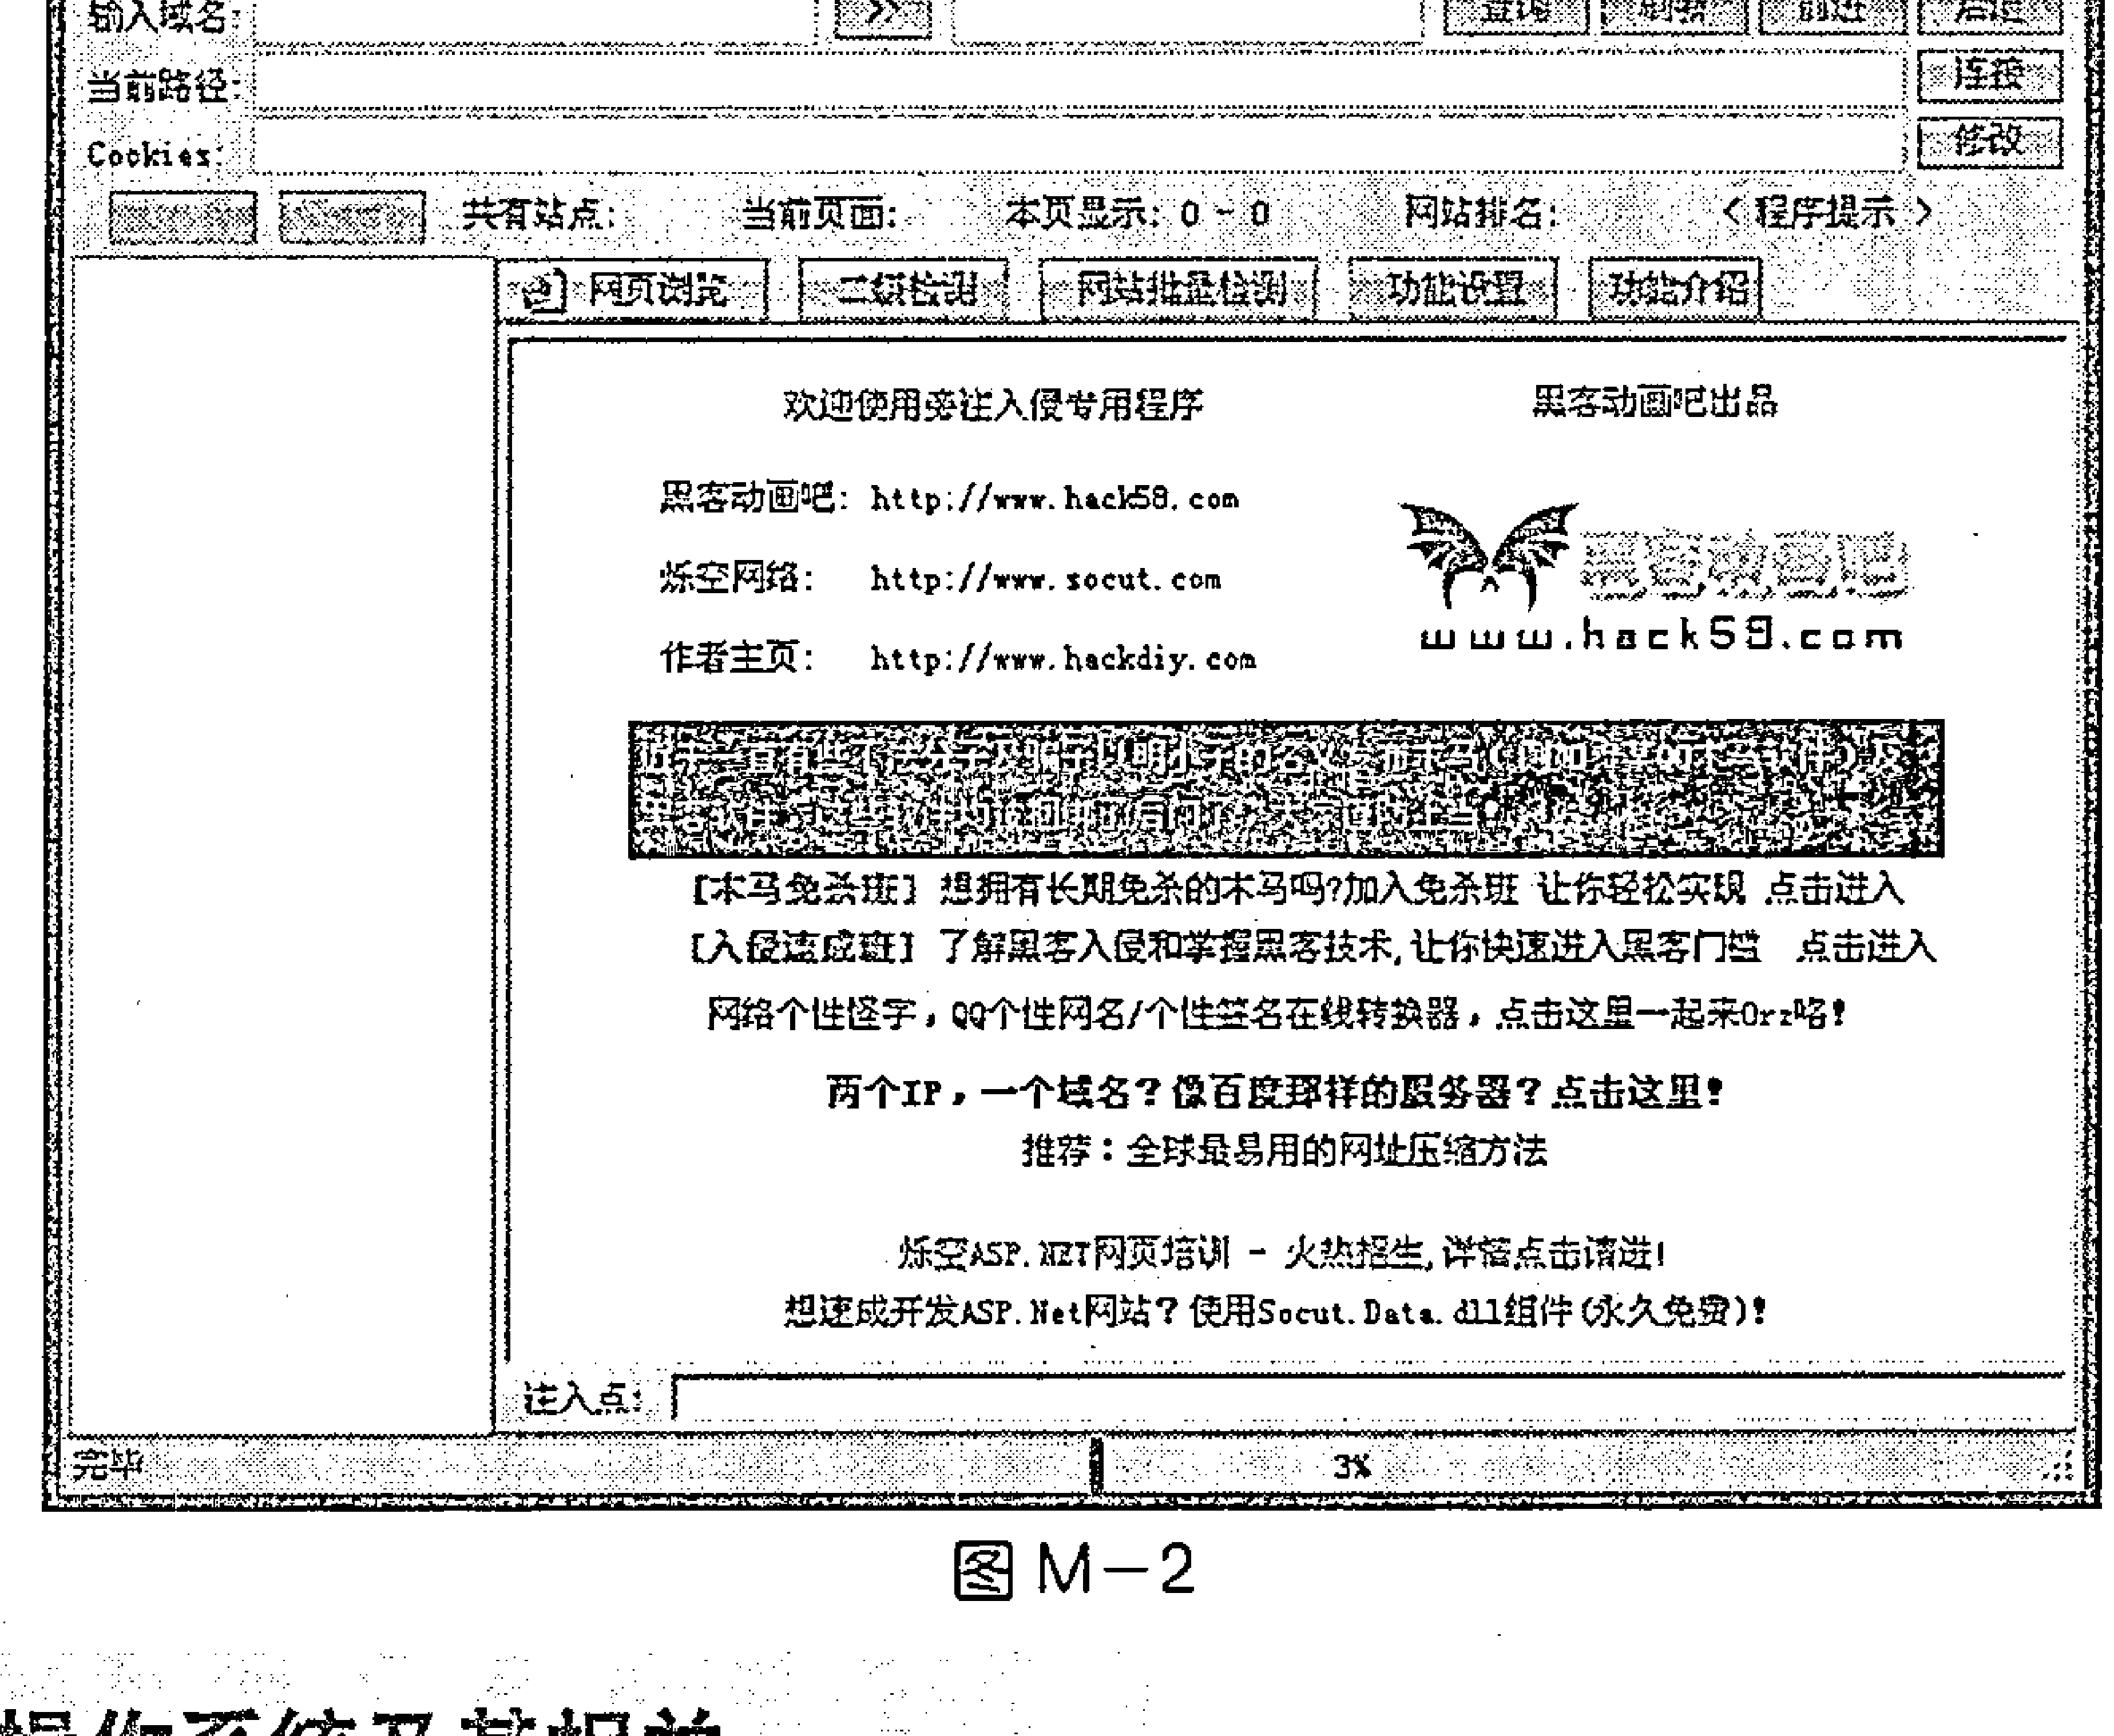 输入域名: >> 查询 刷新 前进 后退
当前路径: 连接
Cookies: 修改
共有站点: 当前页面: 本页显示: 0 - 0 网站排名: <程序提示>
网页浏览 二级检测 网站批量检测 功能设置 功能介绍
欢迎使用旁注入侵专用程序 黑客动画吧出品
黑客动画吧: http://www.hack58.com
黑客动画吧
烁空网络: http://www.socut.com
www.hack58.com
作者主页: http://www.hackdiy.com
[木马免杀班] 想拥有长期免杀的木马吗?加入免杀班 让你轻松实现 点击进入
[入侵速成班] 了解黑客入侵和掌握黑客技术,让你快速进入黑客门槛 点击进入
网络个性怪字，QQ个性网名/个性签名在线转换器，点击这里一起来Orz咯！
两个IP，一个域名？像百度那样的服务器？点击这里！
推荐：全球最易用的网址压缩方法
烁空ASP.NET网页培训 - 火热招生,详情点击请进!
想速成开发ASP.Net网站？使用Socut.Data.dll组件(永久免费)！
注入点:
完毕 3%
图 M－2